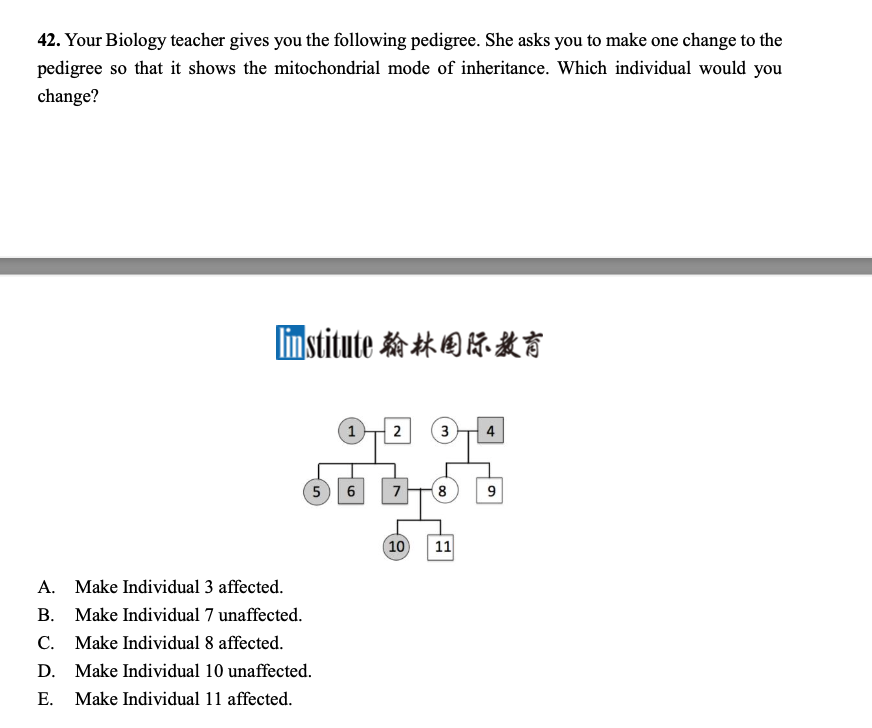 42. Your Biology teacher gives you the following pedigree. She asks you to make one change to the
pedigree so that it shows the mitochondrial mode of inheritance. Which individual would you
change?
linstitute 翰林国际教育
1 2 3 4
5 6 7 8 9
10 11
A. Make Individual 3 affected.
B. Make Individual 7 unaffected.
C. Make Individual 8 affected.
D. Make Individual 10 unaffected.
E. Make Individual 11 affected.